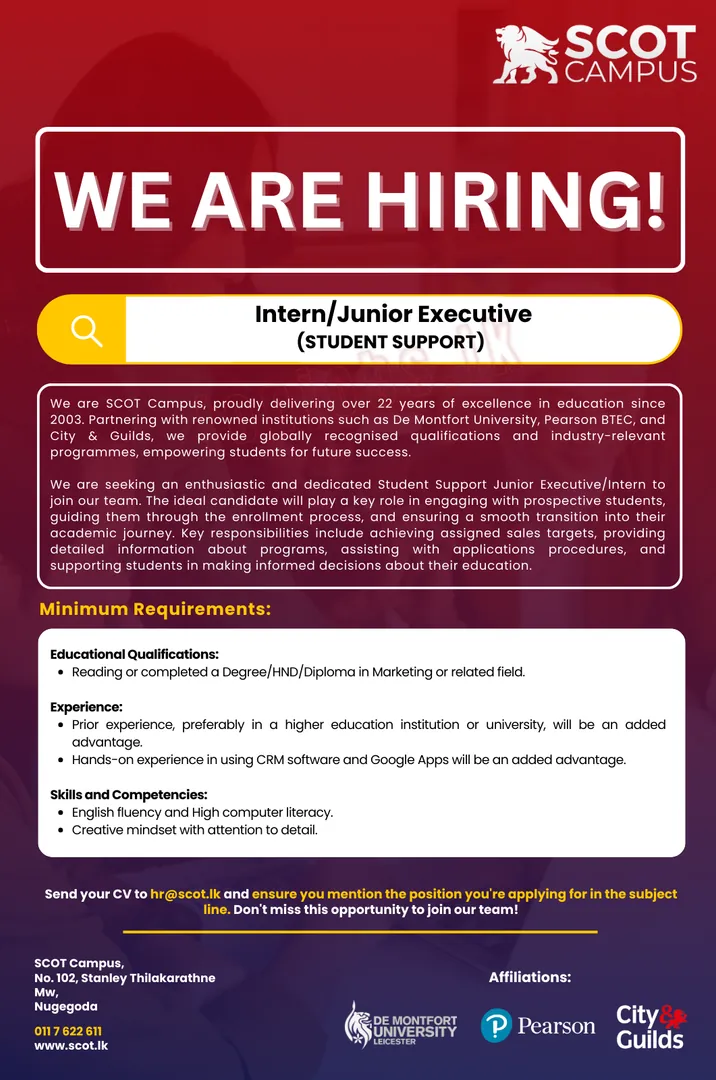 SCOT
CAMPUS
WE ARE HIRING!
Intern/Junior Executive
(STUDENT SUPPORT)
We are SCOT Campus, proudly delivering over 22 years of excellence in education since
2003. Partnering with renowned institutions such as De Montfort University, Pearson BTEC, and
City & Guilds, we provide globally recognised qualifications and industry-relevant
programmes, empowering students for future success.
We are seeking an enthusiastic and dedicated Student Support Junior Executive/Intern to
join our team. The ideal candidate will play a key role in engaging with prospective students,
guiding them through the enrollment process, and ensuring a smooth transition into their
academic journey. Key responsibilities include achieving assigned sales targets, providing
detailed information about programs, assisting with applications procedures, and
supporting students in making informed decisions about their education.
Minimum Requirements:
Educational Qualifications:
• Reading or completed a Degree/HND/Diploma in Marketing or related field.
Experience:
• Prior experience, preferably in a higher education institution or university, will be an added
advantage.
• Hands-on experience in using CRM software and Google Apps will be an added advantage.
Skills and Competencies:
• English fluency and High computer literacy.
• Creative mindset with attention to detail.
Send your CV to hr@scot.lk and ensure you mention the position you're applying for in the subject
line. Don't miss this opportunity to join our team!
SCOT Campus,
No. 102, Stanley Thilakarathne
Mw,
Nugegoda
011 7 622 611
www.scot.lk
Affiliations:
DE MONTFORT
UNIVERSITY
LEICESTER
Pearson
City&
Guilds